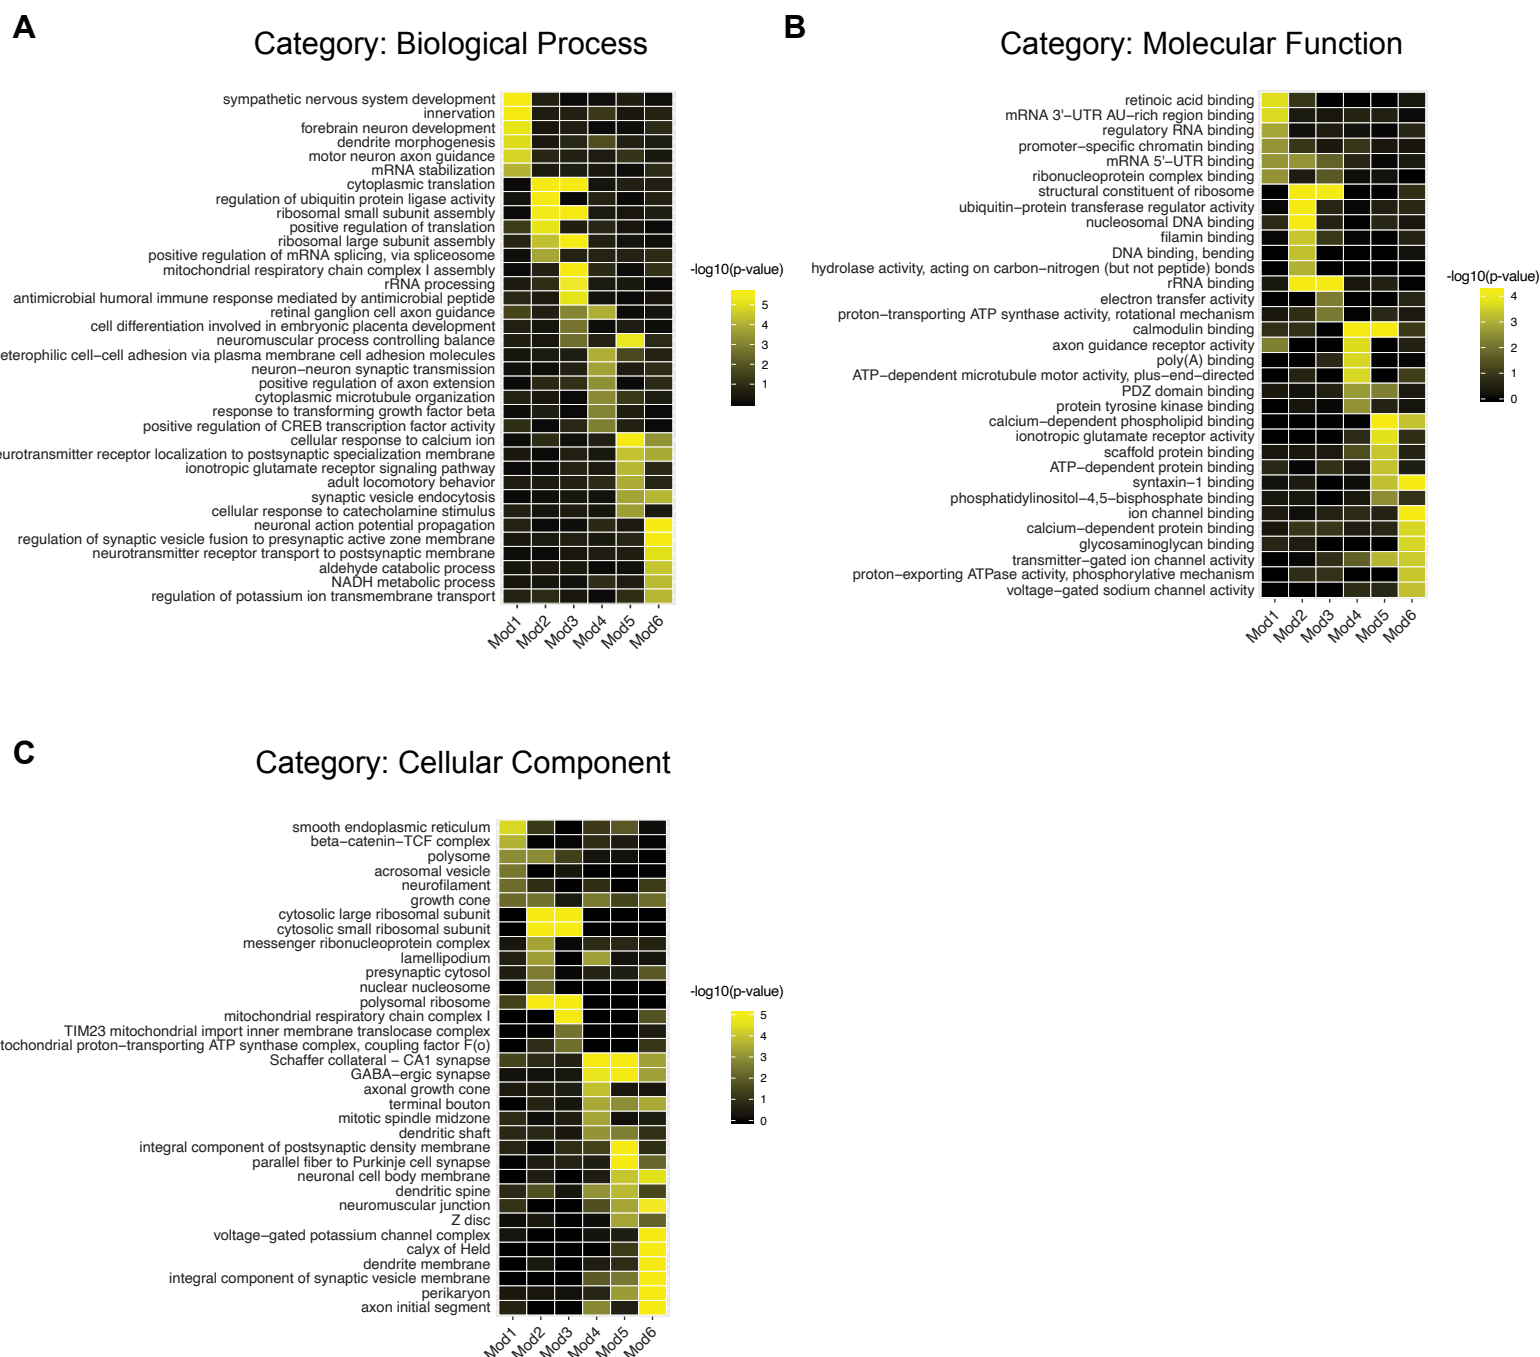 A
Category: Biological Process
sympathetic nervous system development
innervation
forebrain neuron development
dendrite morphogenesis
motor neuron axon guidance
mRNA stabilization
cytoplasmic translation
regulation of ubiquitin protein ligase activity
ribosomal small subunit assembly
positive regulation of translation
ribosomal large subunit assembly
positive regulation of mRNA splicing, via spliceosome
mitochondrial respiratory chain complex I assembly
rRNA processing
antimicrobial humoral immune response mediated by antimicrobial peptide
retinal ganglion cell axon guidance
cell differentiation involved in embryonic placenta development
neuromuscular process controlling balance
eterophilic cell−cell adhesion via plasma membrane cell adhesion molecules
neuron−neuron synaptic transmission
positive regulation of axon extension
cytoplasmic microtubule organization
response to transforming growth factor beta
positive regulation of CREB transcription factor activity
cellular response to calcium ion
eurotransmitter receptor localization to postsynaptic specialization membrane
ionotropic glutamate receptor signaling pathway
adult locomotory behavior
synaptic vesicle endocytosis
cellular response to catecholamine stimulus
neuronal action potential propagation
regulation of synaptic vesicle fusion to presynaptic active zone membrane
neurotransmitter receptor transport to postsynaptic membrane
aldehyde catabolic process
NADH metabolic process
regulation of potassium ion transmembrane transport
Mod1 Mod2 Mod3 Mod4 Mod5 Mod6
-log10(p-value)
5
4
3
2
1
B
Category: Molecular Function
retinoic acid binding
mRNA 3'−UTR AU−rich region binding
regulatory RNA binding
promoter−specific chromatin binding
mRNA 5'−UTR binding
ribonucleoprotein complex binding
structural constituent of ribosome
ubiquitin−protein transferase regulator activity
nucleosomal DNA binding
filamin binding
DNA binding, bending
hydrolase activity, acting on carbon−nitrogen (but not peptide) bonds
rRNA binding
electron transfer activity
proton−transporting ATP synthase activity, rotational mechanism
calmodulin binding
axon guidance receptor activity
poly(A) binding
ATP−dependent microtubule motor activity, plus−end−directed
PDZ domain binding
protein tyrosine kinase binding
calcium−dependent phospholipid binding
ionotropic glutamate receptor activity
scaffold protein binding
ATP−dependent protein binding
syntaxin−1 binding
phosphatidylinositol−4,5−bisphosphate binding
ion channel binding
calcium−dependent protein binding
glycosaminoglycan binding
transmitter−gated ion channel activity
proton−exporting ATPase activity, phosphorylative mechanism
voltage−gated sodium channel activity
Mod1 Mod2 Mod3 Mod4 Mod5 Mod6
-log10(p-value)
4
3
2
1
0
C
Category: Cellular Component
smooth endoplasmic reticulum
beta−catenin−TCF complex
polysome
acrosomal vesicle
neurofilament
growth cone
cytosolic large ribosomal subunit
cytosolic small ribosomal subunit
messenger ribonucleoprotein complex
lamellipodium
presynaptic cytosol
nuclear nucleosome
polysomal ribosome
mitochondrial respiratory chain complex I
TIM23 mitochondrial import inner membrane translocase complex
tochondrial proton−transporting ATP synthase complex, coupling factor F(o)
Schaffer collateral − CA1 synapse
GABA−ergic synapse
axonal growth cone
terminal bouton
mitotic spindle midzone
dendritic shaft
integral component of postsynaptic density membrane
parallel fiber to Purkinje cell synapse
neuronal cell body membrane
dendritic spine
neuromuscular junction
Z disc
voltage−gated potassium channel complex
calyx of Held
dendrite membrane
integral component of synaptic vesicle membrane
perikaryon
axon initial segment
Mod1 Mod2 Mod3 Mod4 Mod5 Mod6
-log10(p-value)
5
4
3
2
1
0